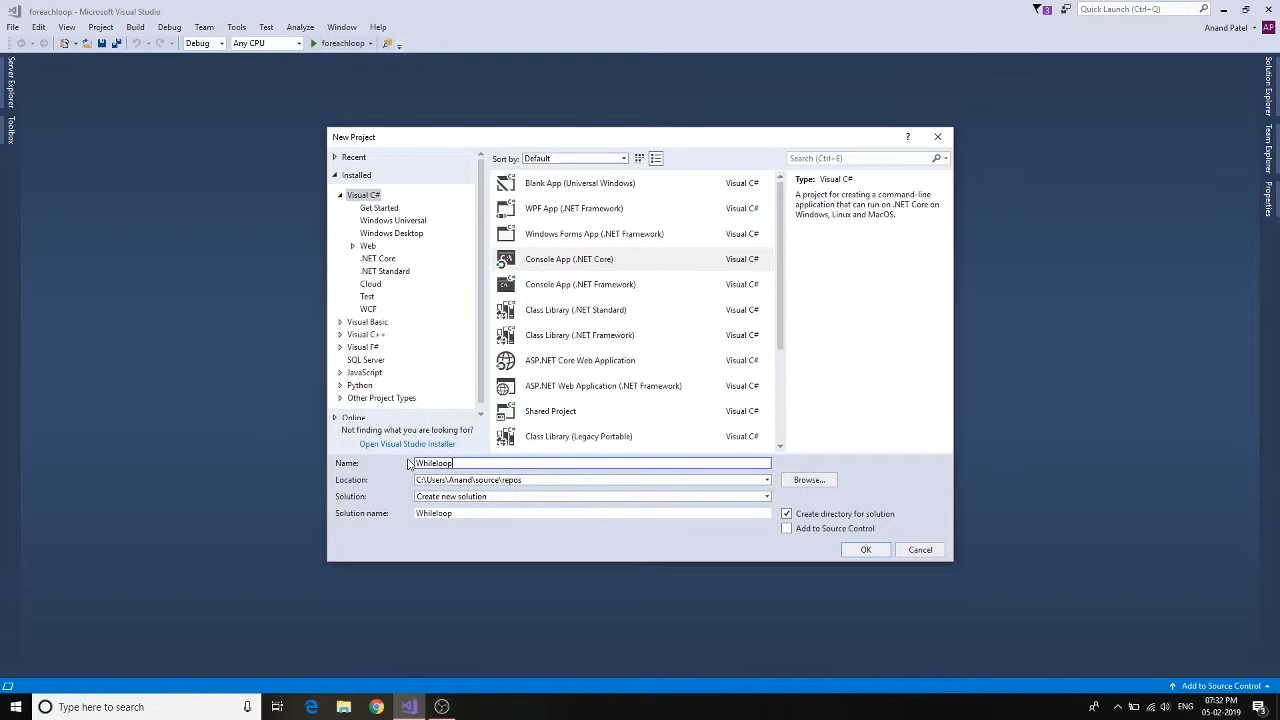 foreachloop - Microsoft Visual Studio
3
Quick Launch (Ctrl+Q)
File Edit View Project Build Debug Team Tools Test Analyze Window Help
Anand Patel AP
Debug Any CPU foreachloop
Server Explorer
Toolbox
Solution Explorer
Team Explorer
Properties
New Project
?
Recent
Installed
Visual C#
Get Started
Windows Universal
Windows Desktop
Web
.NET Core
.NET Standard
Cloud
Test
WCF
Visual Basic
Visual C++
Visual F#
SQL Server
JavaScript
Python
Other Project Types
Online
Not finding what you are looking for?
Open Visual Studio Installer
Sort by: Default
Search (Ctrl+E)
Blank App (Universal Windows) Visual C#
WPF App (.NET Framework) Visual C#
Windows Forms App (.NET Framework) Visual C#
Console App (.NET Core) Visual C#
Console App (.NET Framework) Visual C#
Class Library (.NET Standard) Visual C#
Class Library (.NET Framework) Visual C#
ASP.NET Core Web Application Visual C#
ASP.NET Web Application (.NET Framework) Visual C#
Shared Project Visual C#
Class Library (Legacy Portable) Visual C#
Type: Visual C#
A project for creating a command-line
application that can run on .NET Core on
Windows, Linux and MacOS.
Name: Whileloop
Location: C:\Users\Anand\source\repos
Browse...
Solution: Create new solution
Solution name: Whileloop
Create directory for solution
Add to Source Control
OK Cancel
Add to Source Control
Type here to search
ENG
07:32 PM
05-02-2019